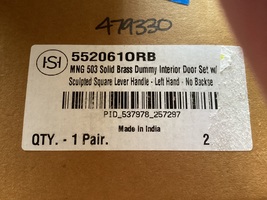 479330
HSH
552061ORB
MNG 503 Solid Brass Dummy Interior Door Set w/
Sculpted Square Lever Handle - Left Hand - No Backse
PID_537978_257297
Made in India
QTY. - 1 Pair. 2